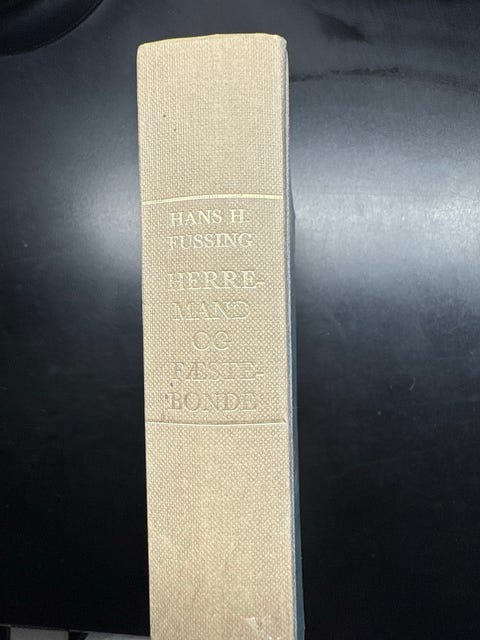 HANS H.
FUSSING
HERRE-
MAND
OG
FÆSTE-
BONDE